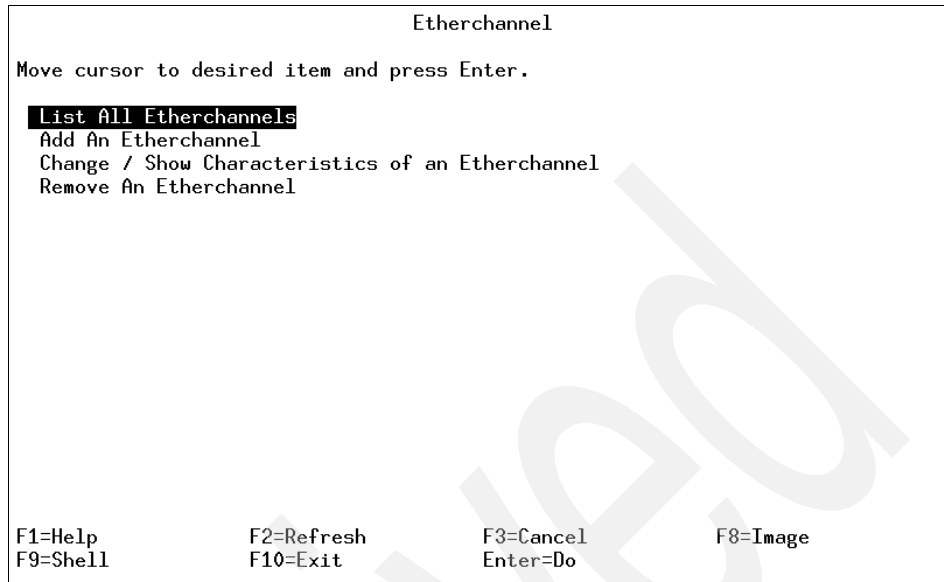 Etherchannel
Move cursor to desired item and press Enter.
List All Etherchannels
Add An Etherchannel
Change / Show Characteristics of an Etherchannel
Remove An Etherchannel
F1=Help F2=Refresh F3=Cancel F8=Image
F9=Shell F10=Exit Enter=Do
ved